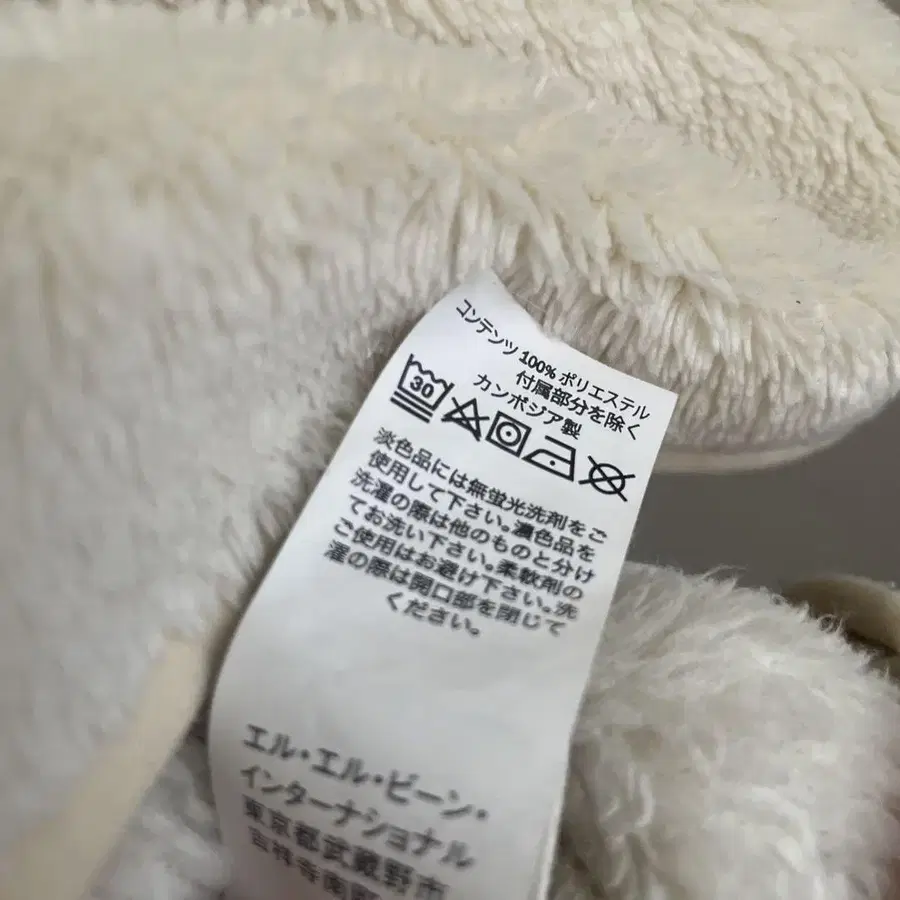 コンテンツ 100% ポリエステル
付属部分を除く
カンボジア製
30
淡色品には無蛍光洗剤をご
使用して下さい。濃色品を
洗濯の際は他のものと分け
てお洗い下さい。柔軟剤の
ご使用はお避け下さい。洗
濯の際は開口部を閉じて
ください。
エル・エル・ビーン・
インターナショナル
東京都武蔵野市
吉祥寺南